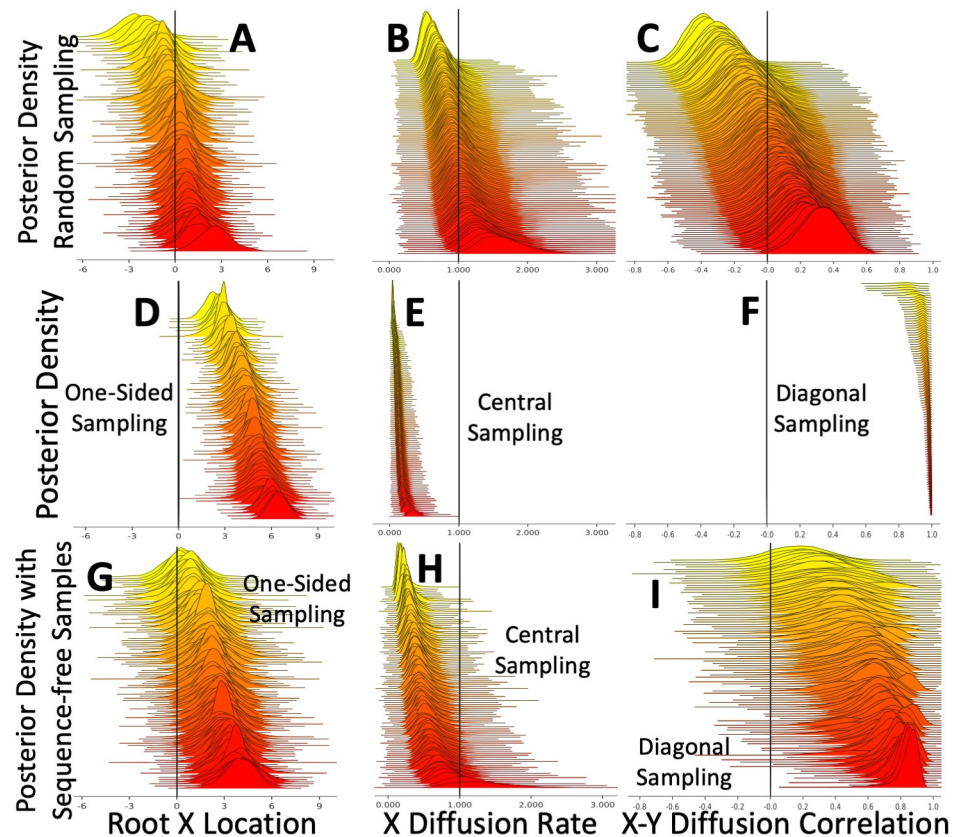 Posterior Density
Random Sampling
A
B
C
-6 -3 0 3 6 9
0.000 1.000 2.000 3.000
-0.8 -0.6 -0.4 -0.2 -0.0 0.2 0.4 0.6 0.8 1.0
Posterior Density
D
One-Sided
Sampling
E
Central
Sampling
F
Diagonal
Sampling
-6 -3 0 3 6 9
0.000 1.000 2.000 3.000
-0.8 -0.6 -0.4 -0.2 -0.0 0.2 0.4 0.6 0.8 1.0
Posterior Density with
Sequence-free Samples
G
One-Sided
Sampling
H
Central
Sampling
I
Diagonal
Sampling
-6 -3 0 3 6 9
0.000 1.000 2.000 3.000
-0.8 -0.6 -0.4 -0.2 0.0 0.2 0.4 0.6 0.8 1.0
Root X Location
X Diffusion Rate
X-Y Diffusion Correlation